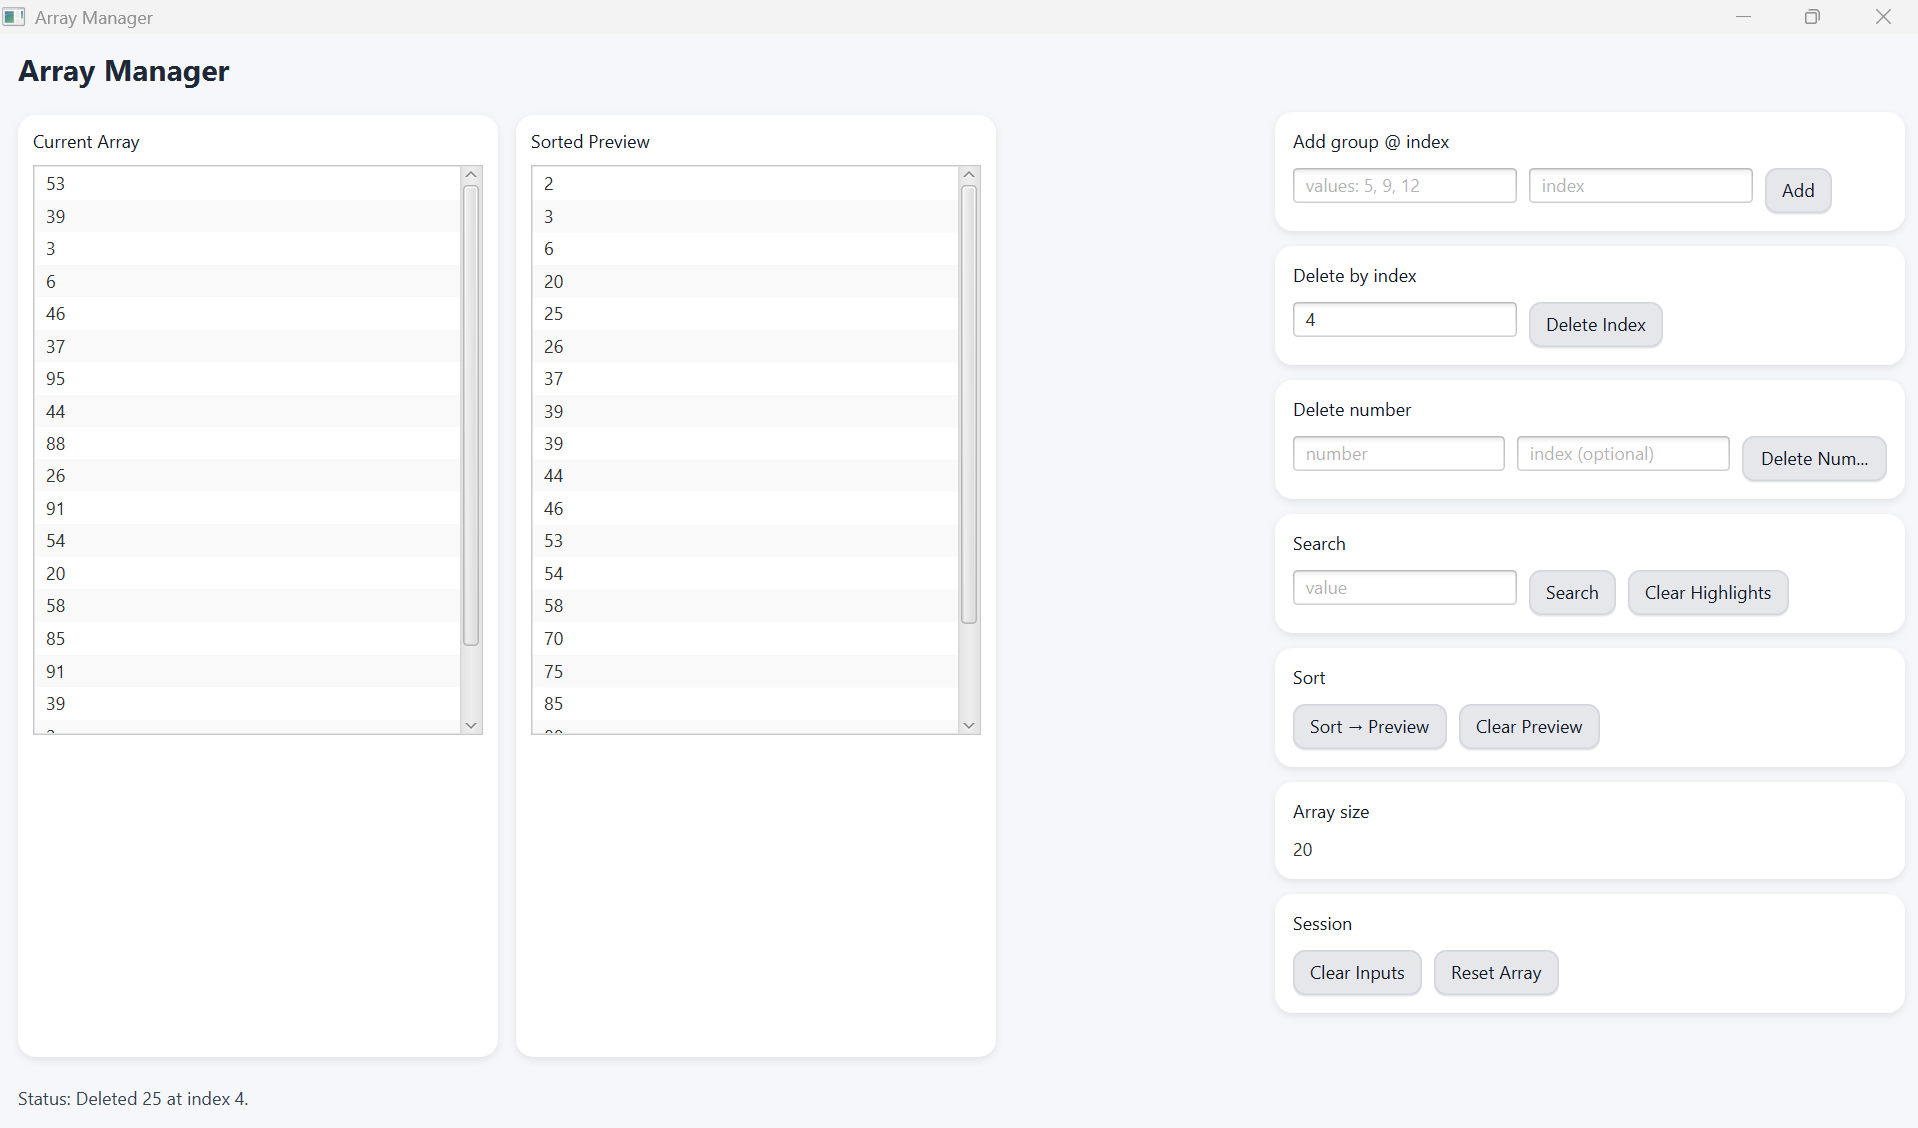 Array Manager
Array Manager
Current Array
53
39
3
6
46
37
95
44
88
26
91
54
20
58
85
91
39
Sorted Preview
2
3
6
20
25
26
37
39
39
44
46
53
54
58
70
75
85
Add group @ index
values: 5, 9, 12 index Add
Delete by index
4 Delete Index
Delete number
number index (optional) Delete Num...
Search
value Search Clear Highlights
Sort
Sort → Preview Clear Preview
Array size
20
Session
Clear Inputs Reset Array
Status: Deleted 25 at index 4.